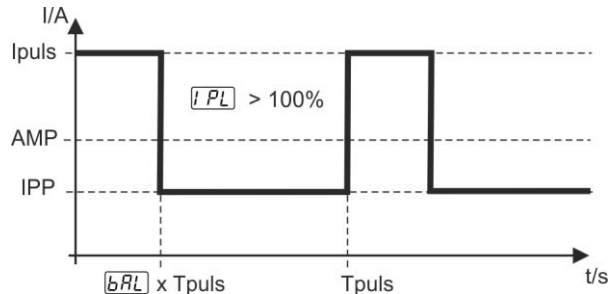 I/A
Ipuls
IPL > 100%
AMP
IPP
bAL x Tpuls
Tpuls
t/s